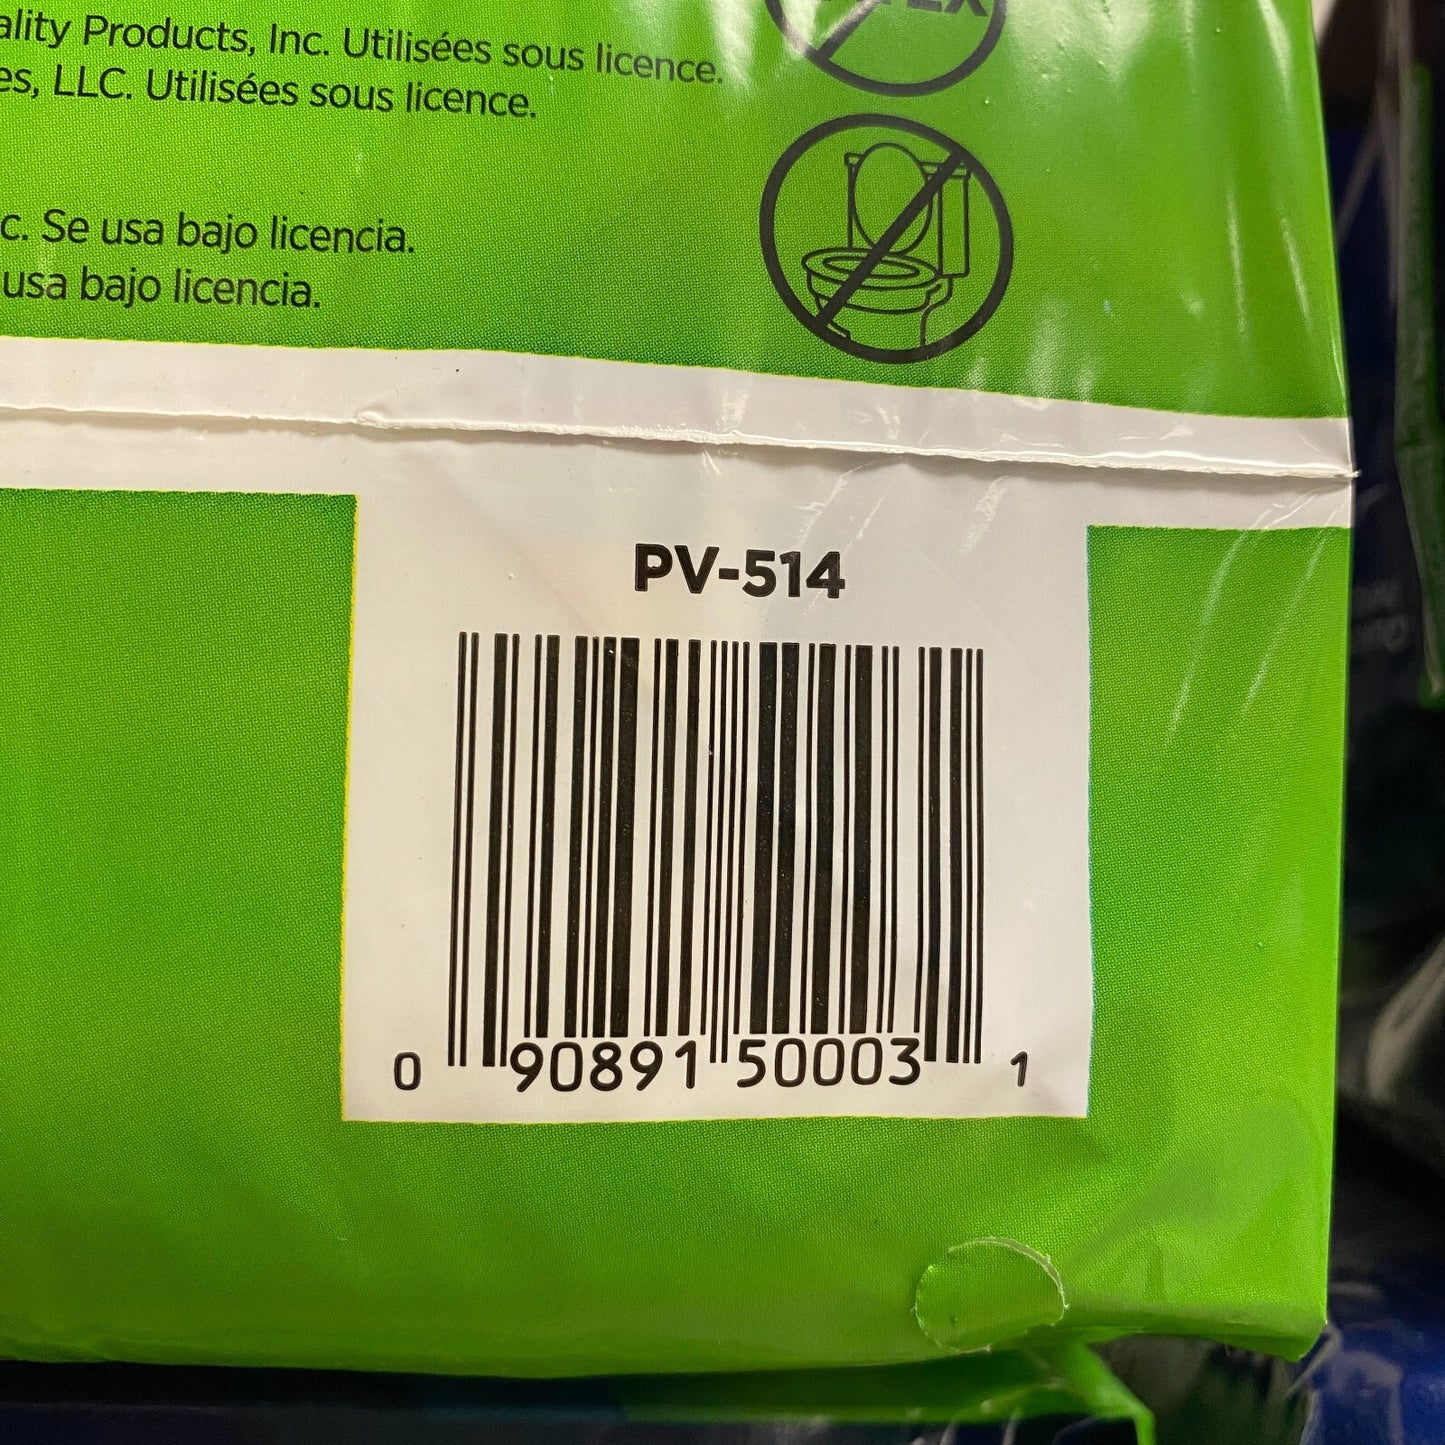 ality Products, Inc. Utilisées sous licence.
es, LLC. Utilisées sous licence.
c. Se usa bajo licencia.
usa bajo licencia.
PV-514
0 90891 50003 1